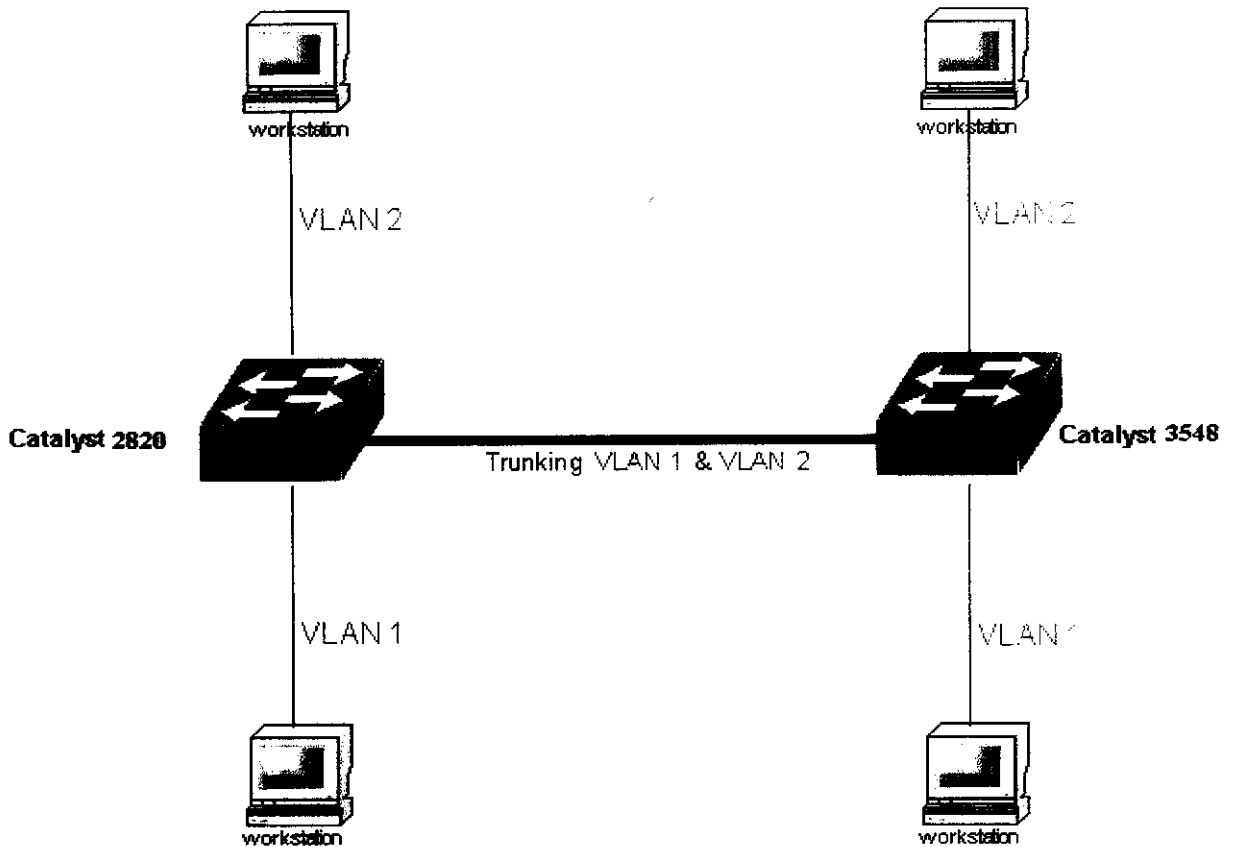 workstation
workstation
VLAN 2
VLAN 2
Catalyst 2820
Catalyst 3548
Trunking VLAN 1 & VLAN 2
VLAN 1
VLAN
workstation
workstation